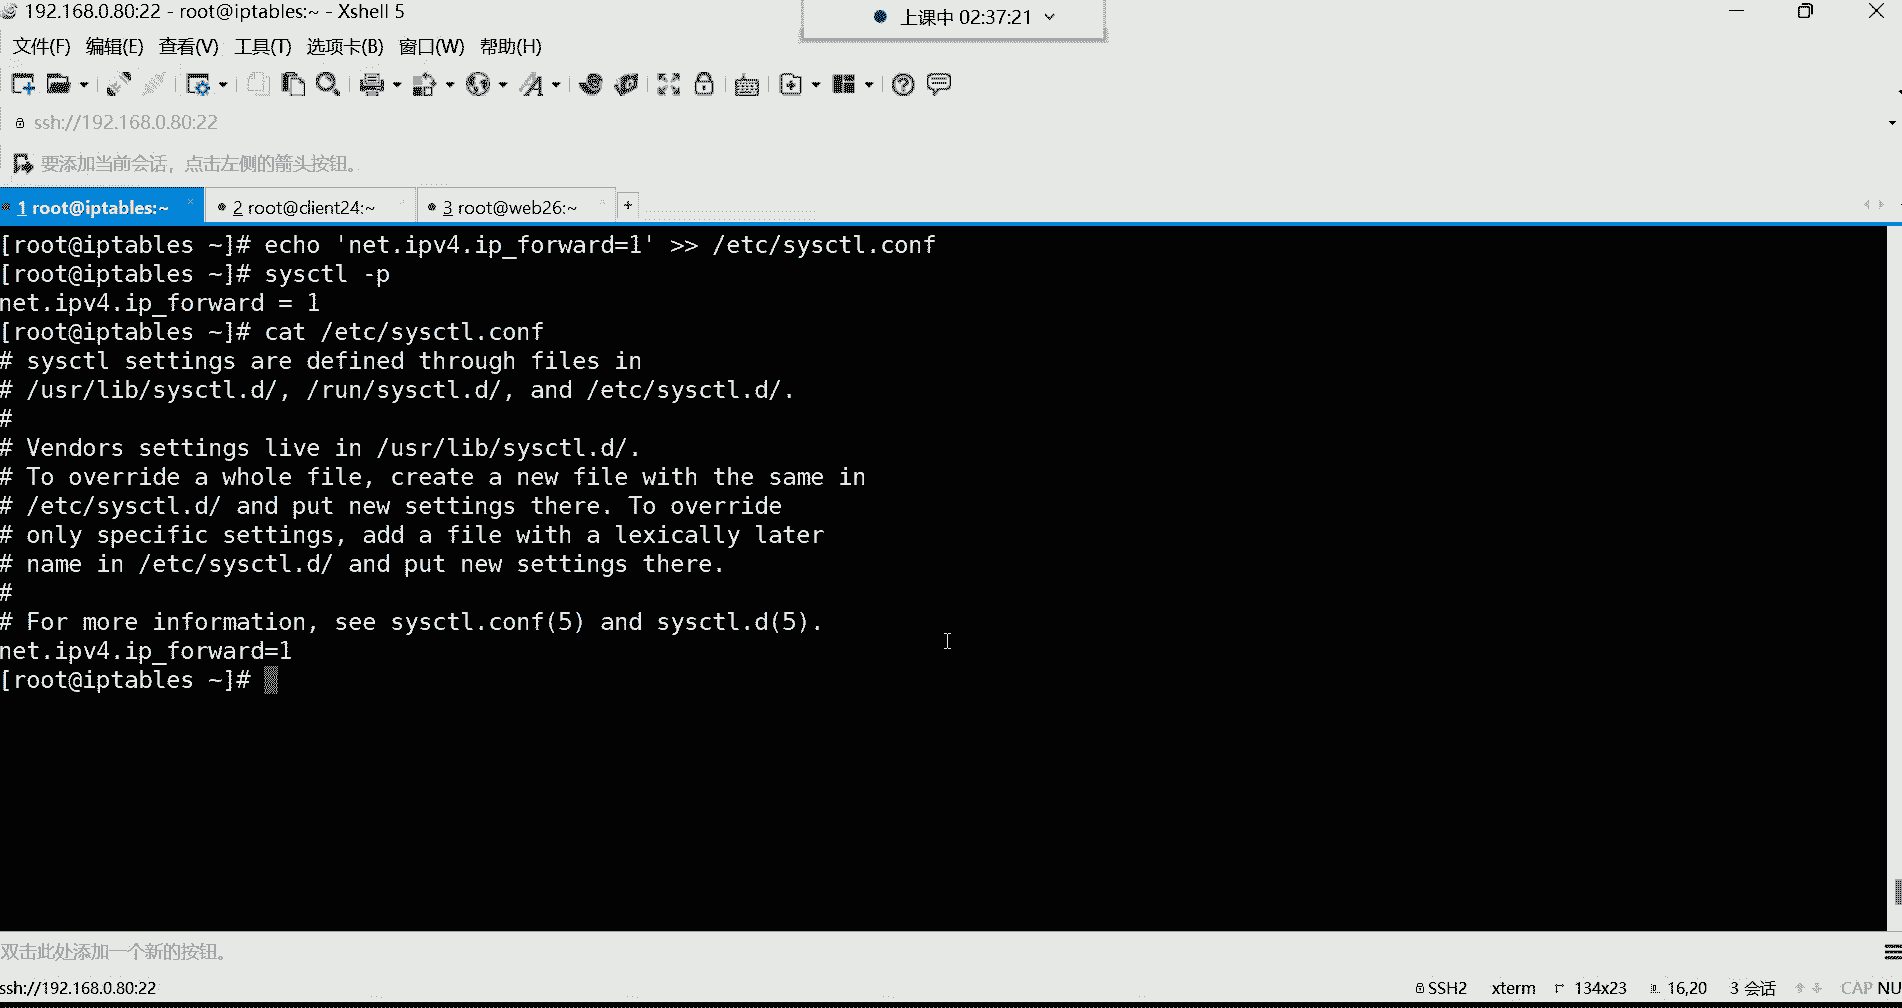 192.168.0.80:22 - root@iptables:~ - Xshell 5
上课中 02:37:21
文件(F) 编辑(E) 查看(V) 工具(T) 选项卡(B) 窗口(W) 帮助(H)
ssh://192.168.0.80:22
要添加当前会话，点击左侧的箭头按钮。
1 root@iptables:~ 2 root@client24:~ 3 root@web26:~ +
[root@iptables ~]# echo 'net.ipv4.ip_forward=1' >> /etc/sysctl.conf
[root@iptables ~]# sysctl -p
net.ipv4.ip_forward = 1
[root@iptables ~]# cat /etc/sysctl.conf
# sysctl settings are defined through files in
# /usr/lib/sysctl.d/, /run/sysctl.d/, and /etc/sysctl.d/.
#
# Vendors settings live in /usr/lib/sysctl.d/.
# To override a whole file, create a new file with the same in
# /etc/sysctl.d/ and put new settings there. To override
# only specific settings, add a file with a lexically later
# name in /etc/sysctl.d/ and put new settings there.
#
# For more information, see sysctl.conf(5) and sysctl.d(5).
net.ipv4.ip_forward=1
[root@iptables ~]#
双击此处添加一个新的按钮。
ssh://192.168.0.80:22 SSH2 xterm 134x23 16,20 3 会话 CAP NU